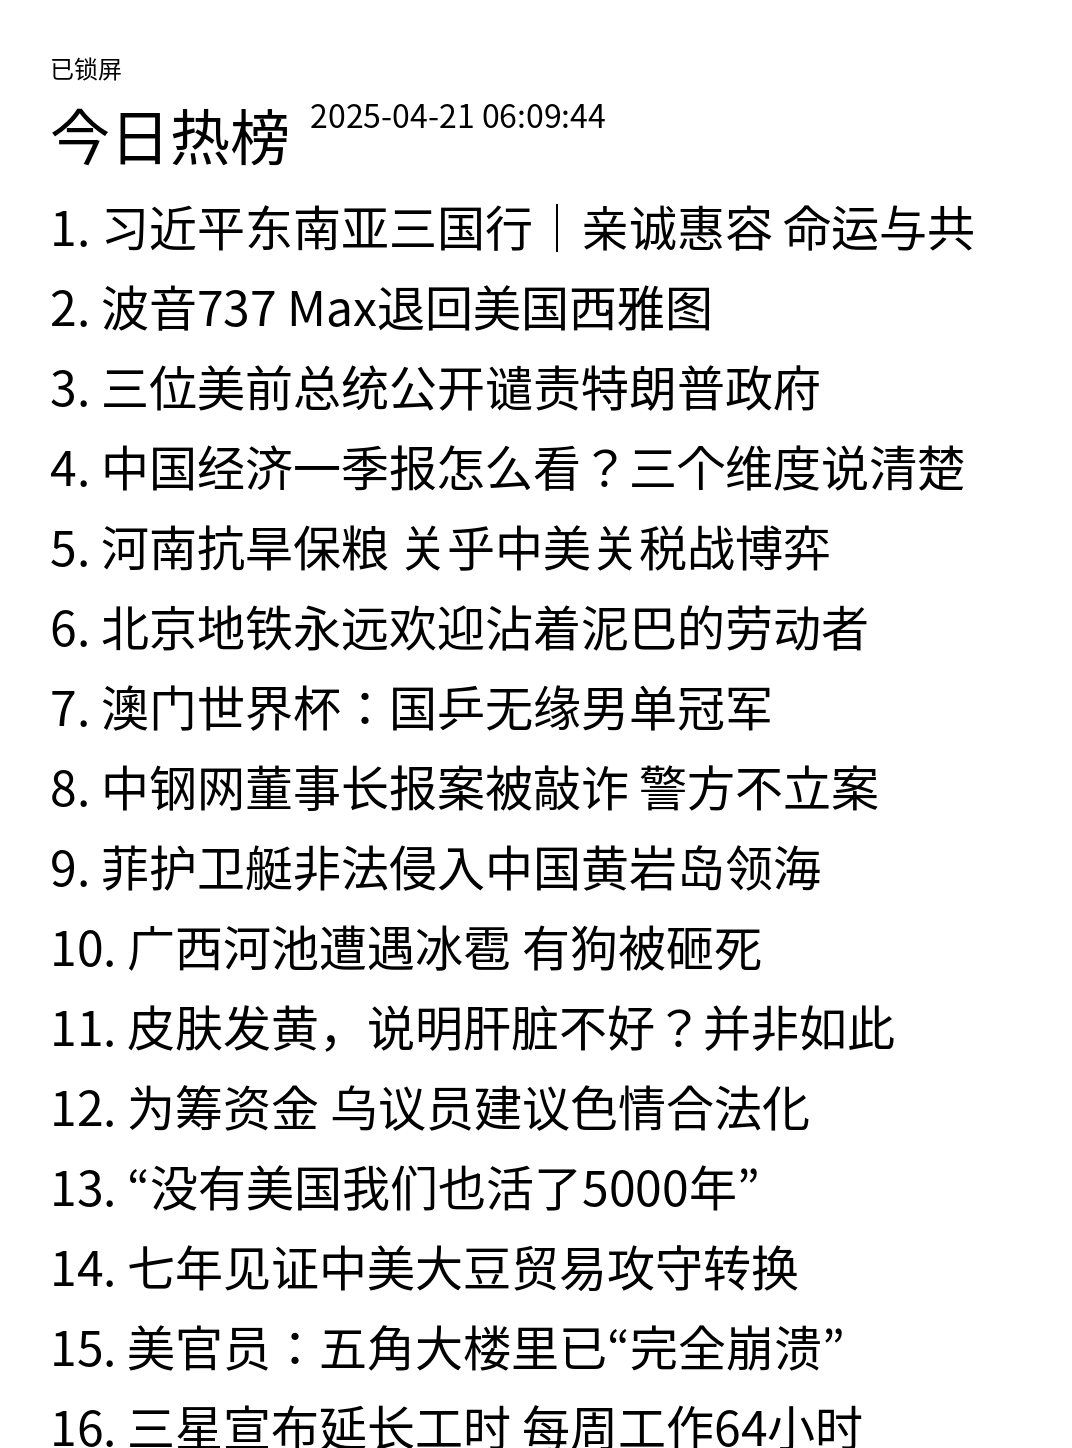 已锁屏
今日热榜 2025-04-21 06:09:44
1. 习近平东南亚三国行｜亲诚惠容 命运与共
2. 波音737 Max退回美国西雅图
3. 三位美前总统公开谴责特朗普政府
4. 中国经济一季报怎么看？三个维度说清楚
5. 河南抗旱保粮 关乎中美关税战博弈
6. 北京地铁永远欢迎沾着泥巴的劳动者
7. 澳门世界杯：国乒无缘男单冠军
8. 中钢网董事长报案被敲诈 警方不立案
9. 菲护卫艇非法侵入中国黄岩岛领海
10. 广西河池遭遇冰雹 有狗被砸死
11. 皮肤发黄，说明肝脏不好？并非如此
12. 为筹资金 乌议员建议色情合法化
13. “没有美国我们也活了5000年”
14. 七年见证中美大豆贸易攻守转换
15. 美官员：五角大楼里已“完全崩溃”
16. 三星宣布延长工时 每周工作64小时